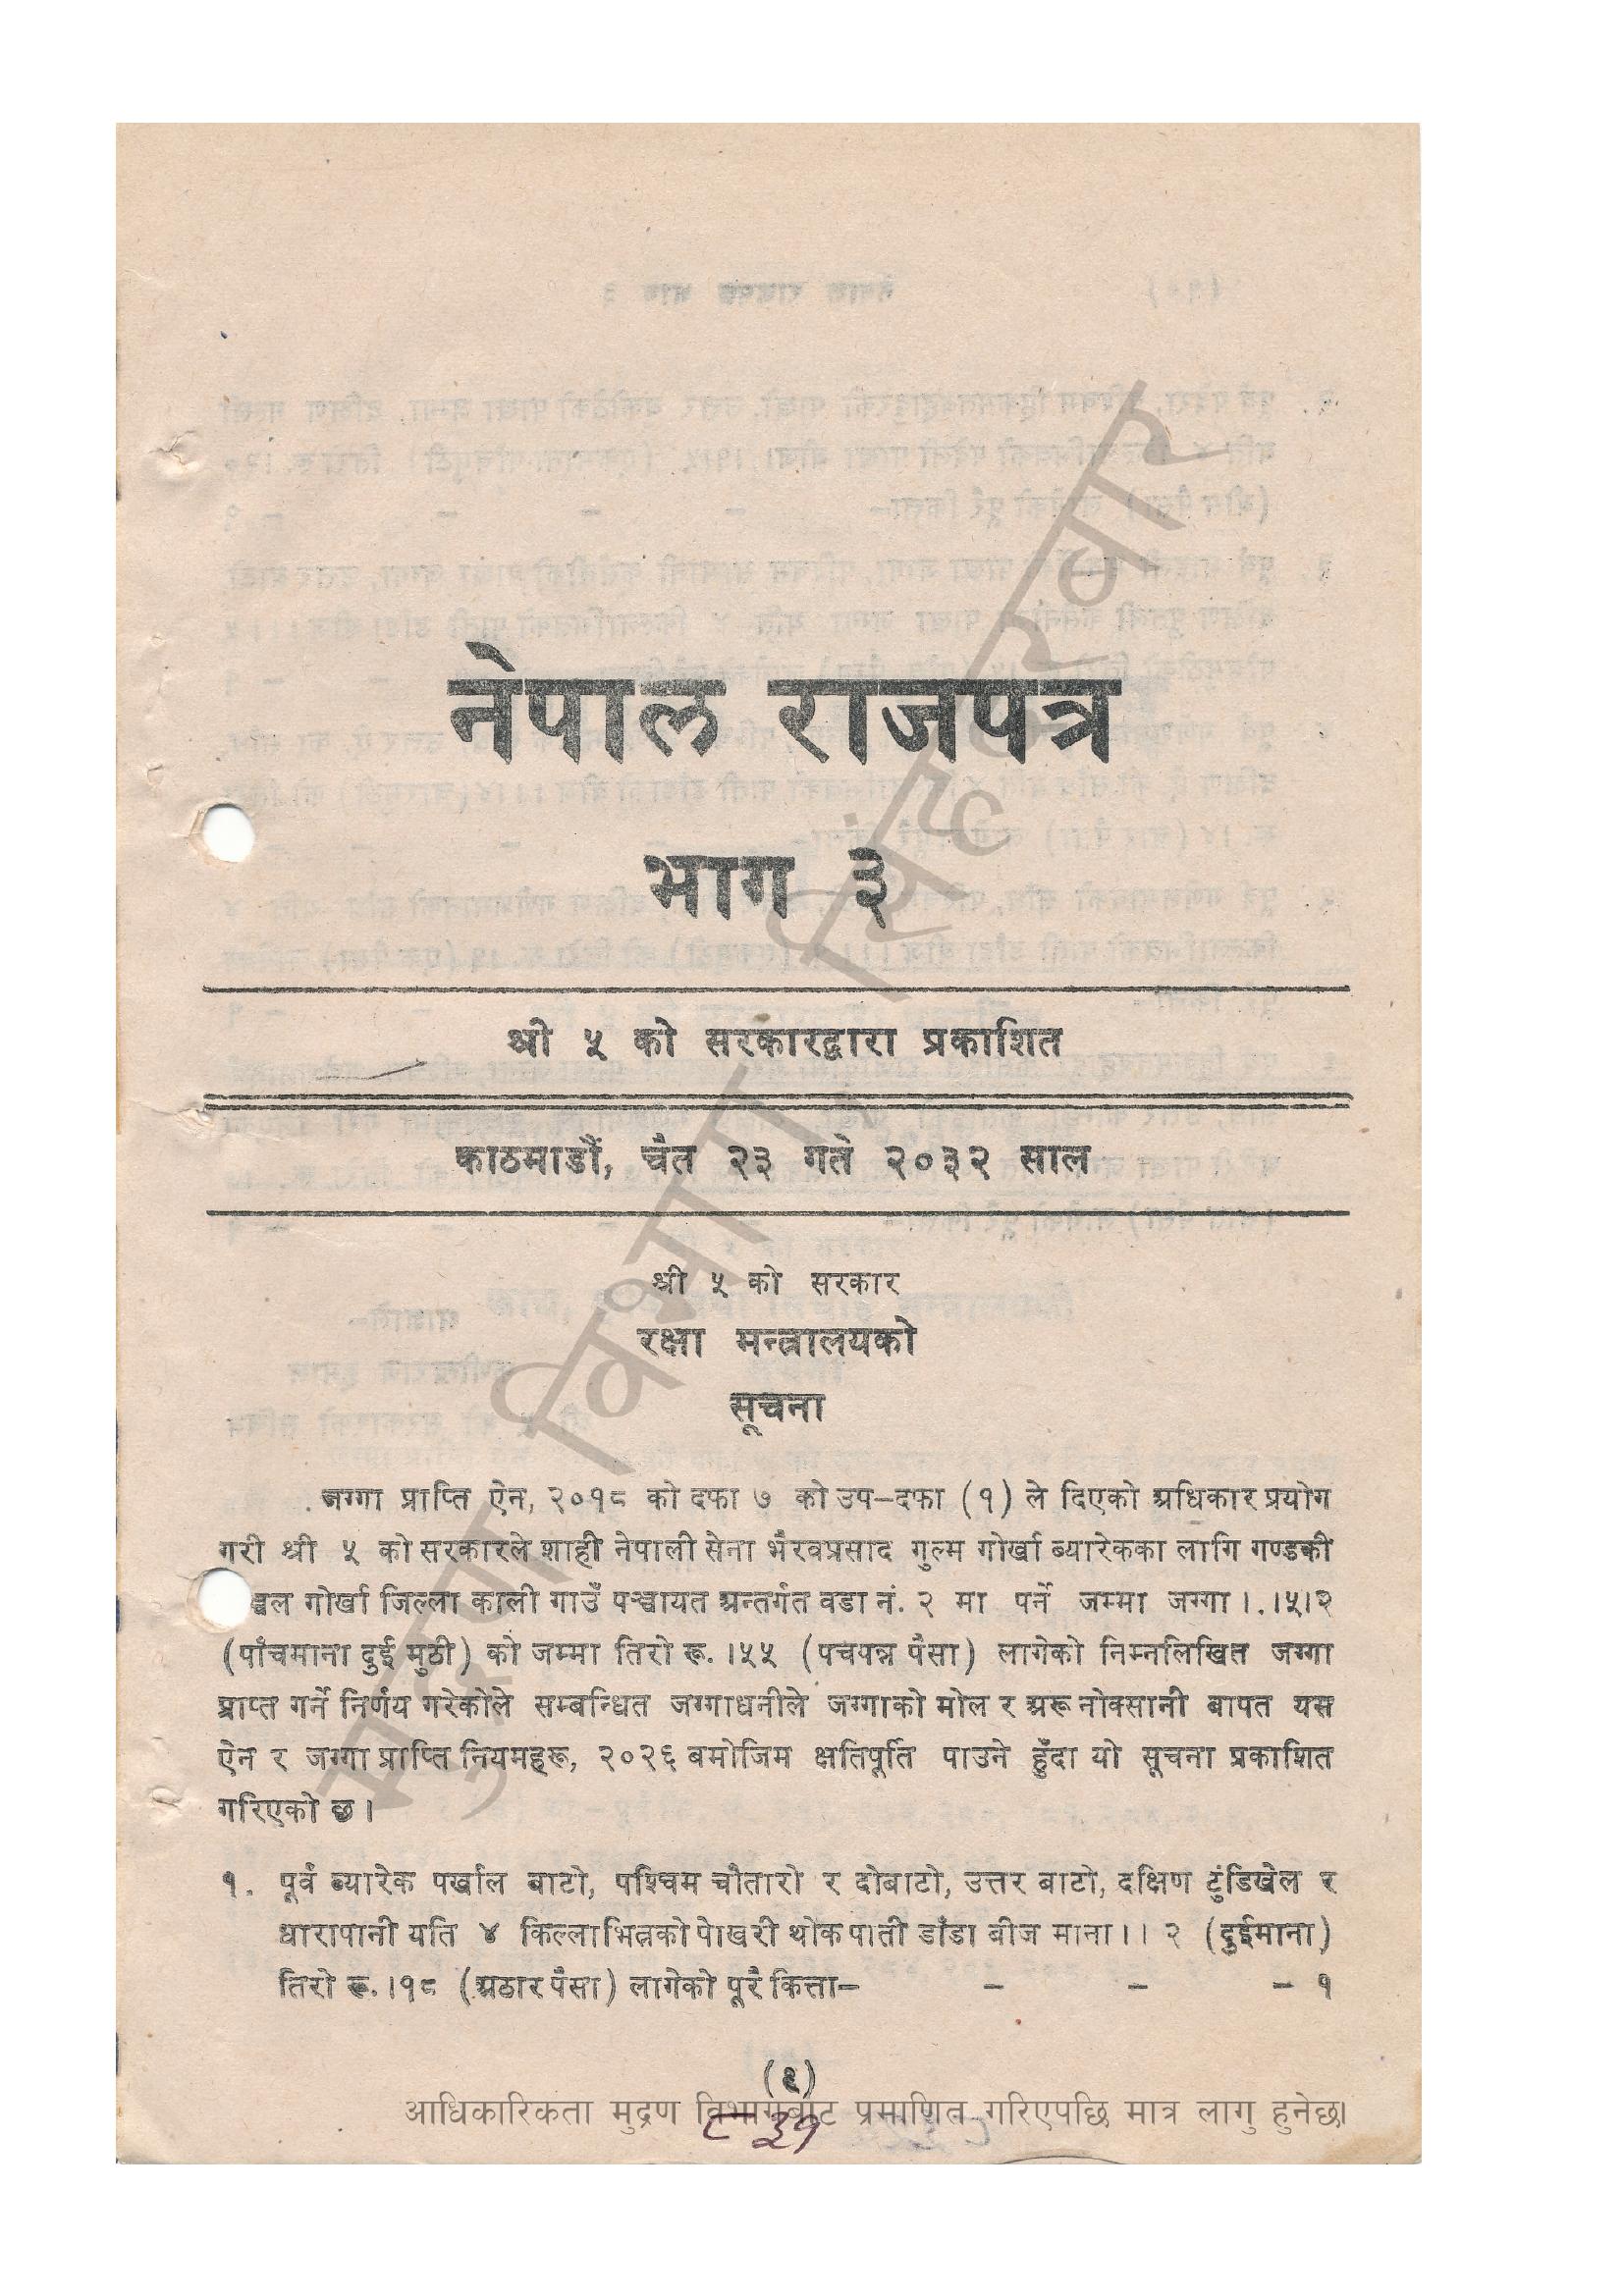 नेपाल राजपत्र
भाग ३
श्री ५ को सरकारद्वारा प्रकाशित
काठमाडौं, चैत २३ गते २०३२ साल
श्री ५ को सरकार
रक्षा मन्त्रालयको
सूचना
जग्गा प्राप्ति ऐन, २०१८ को दफा ७ को उप-दफा (१) ले दिएको अधिकार प्रयोग
गरी श्री ५ को सरकारले शाही नेपाली सेना भैरवप्रसाद गुल्म गोर्खा ब्यारेकका लागि गण्डकी
गोर्खा जिल्ला काली गाउँ पञ्चायत अन्तर्गत वडा नं. २ मा पर्ने जम्मा जग्गा ।.।५।२
(पांचमाना दुई मुठी) को जम्मा तिरो रू. ।५५ (पचपन्न पैसा) लागेको निम्नलिखित जग्गा
प्राप्त गर्ने निर्णय गरेकोले सम्बन्धित जग्गाधनीले जग्गाको मोल र अरू नोक्सानी बापत यस
ऐन र जग्गा प्राप्ति नियमहरू, २०२६ बमोजिम क्षतिपूर्ति पाउने हुँदा यो सूचना प्रकाशित
गरिएको छ।
१. पूर्व ब्यारेक पर्खाल बाटो, पश्चिम चौतारो र दोबाटो, उत्तर बाटो, दक्षिण टुंडिखेल र
धारापानी यति ४ किल्लाभित्रको पोखरी थोक पाती डाँडा बीज माना।। २ (दुईमाना)
तिरो रू.।१८ (अठार पैसा) लागेको पूरै कित्ता- - - - १
आधिकारिकता मुद्रण विभागबाट प्रमाणित गरिएपछि मात्र लागु हुनेछ।
मुद्रण विभाग, सिंहदरबार